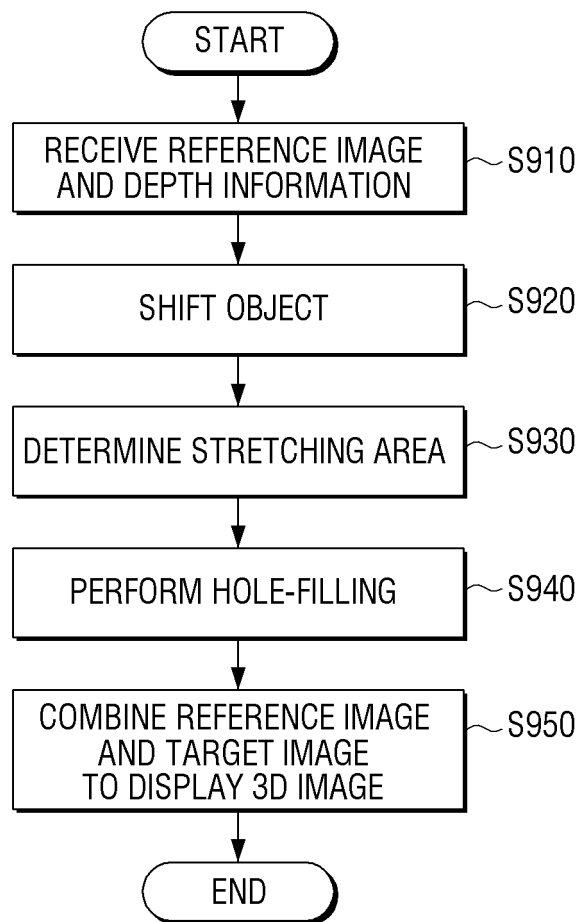 START
RECEIVE REFERENCE IMAGE
AND DEPTH INFORMATION
S910
SHIFT OBJECT
S920
DETERMINE STRETCHING AREA
S930
PERFORM HOLE-FILLING
S940
COMBINE REFERENCE IMAGE
AND TARGET IMAGE
TO DISPLAY 3D IMAGE
S950
END